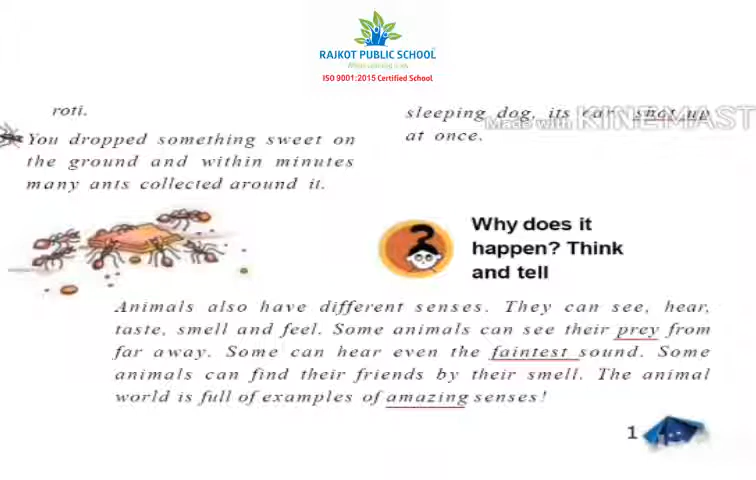 RAJKOT PUBLIC SCHOOL
ISO 9001:2015 Certified School
roti.
You dropped something sweet on
the ground and within minutes
many ants collected around it.
sleeping dog, its ear shot up
at once.
Made with KINEMAST
Why does it
happen? Think
and tell
Animals also have different senses. They can see, hear,
taste, smell and feel. Some animals can see their prey from
far away. Some can hear even the faintest sound. Some
animals can find their friends by their smell. The animal
world is full of examples of amazing senses!
1